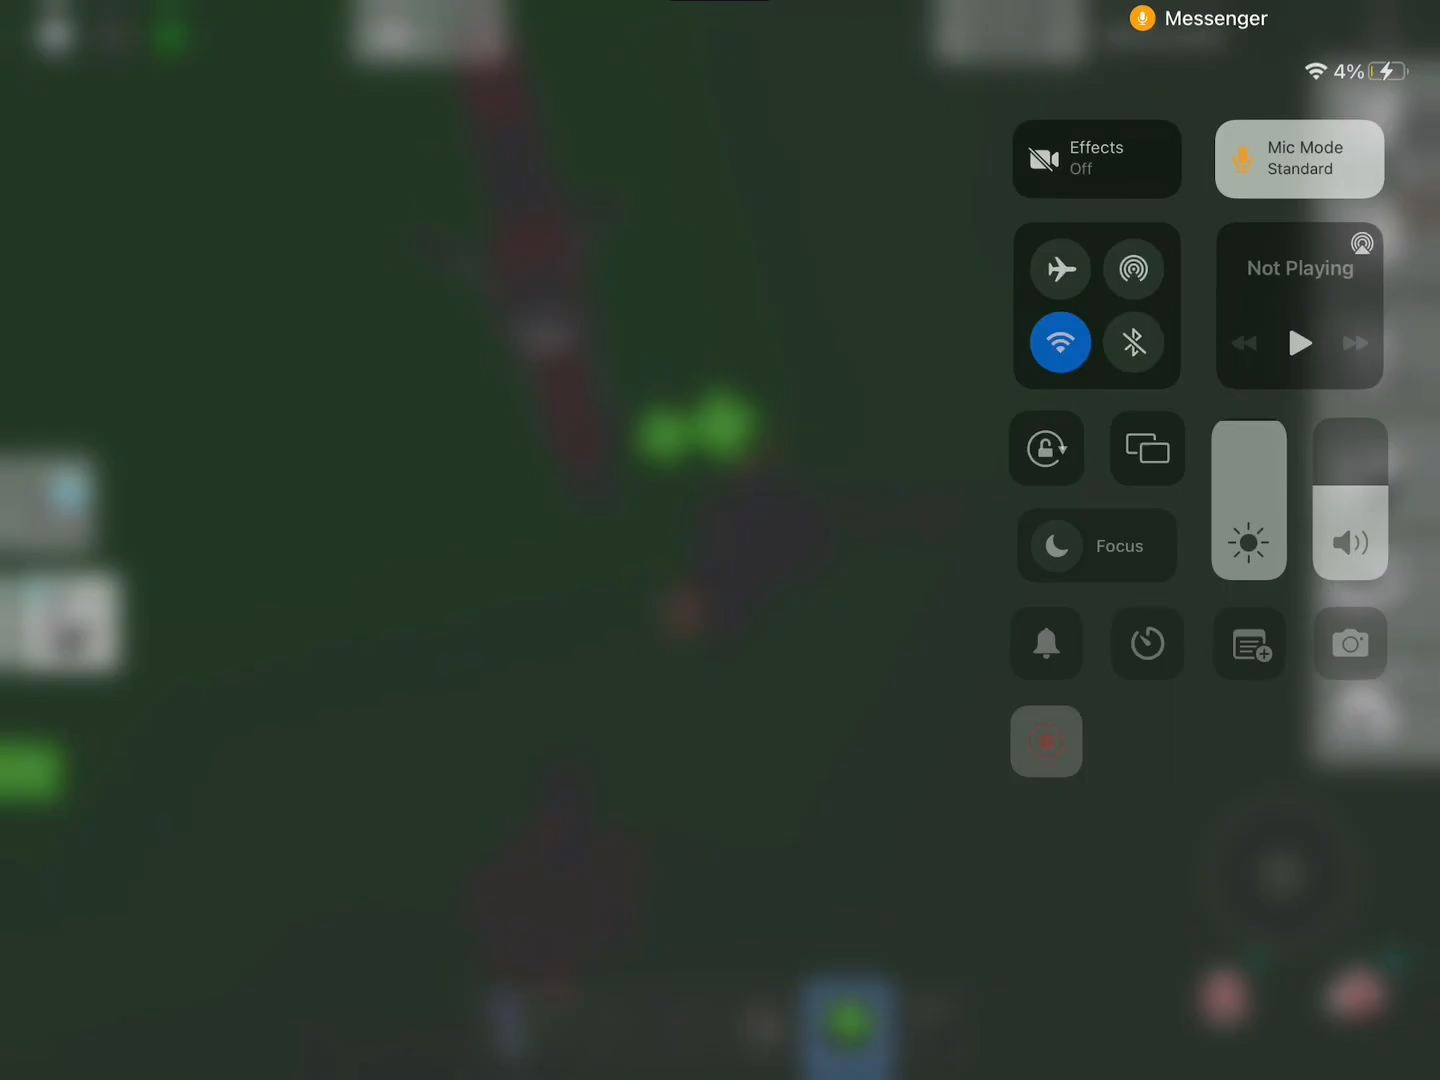 Messenger
4%
Effects
Off
Mic Mode
Standard
Not Playing
Focus